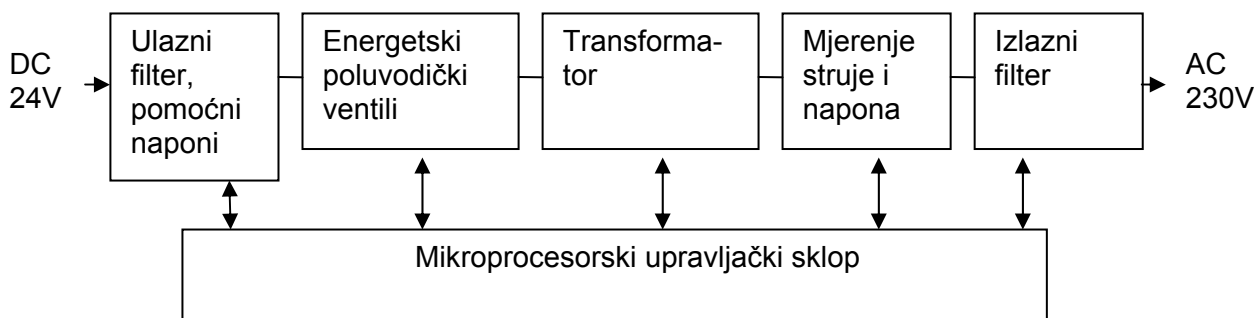 DC
24V
Ulazni
filter,
pomoćni
naponi
Energetski
poluvodički
ventili
Transforma-
tor
Mjerenje
struje i
napona
Izlazni
filter
AC
230V
Mikroprocesorski upravljački sklop